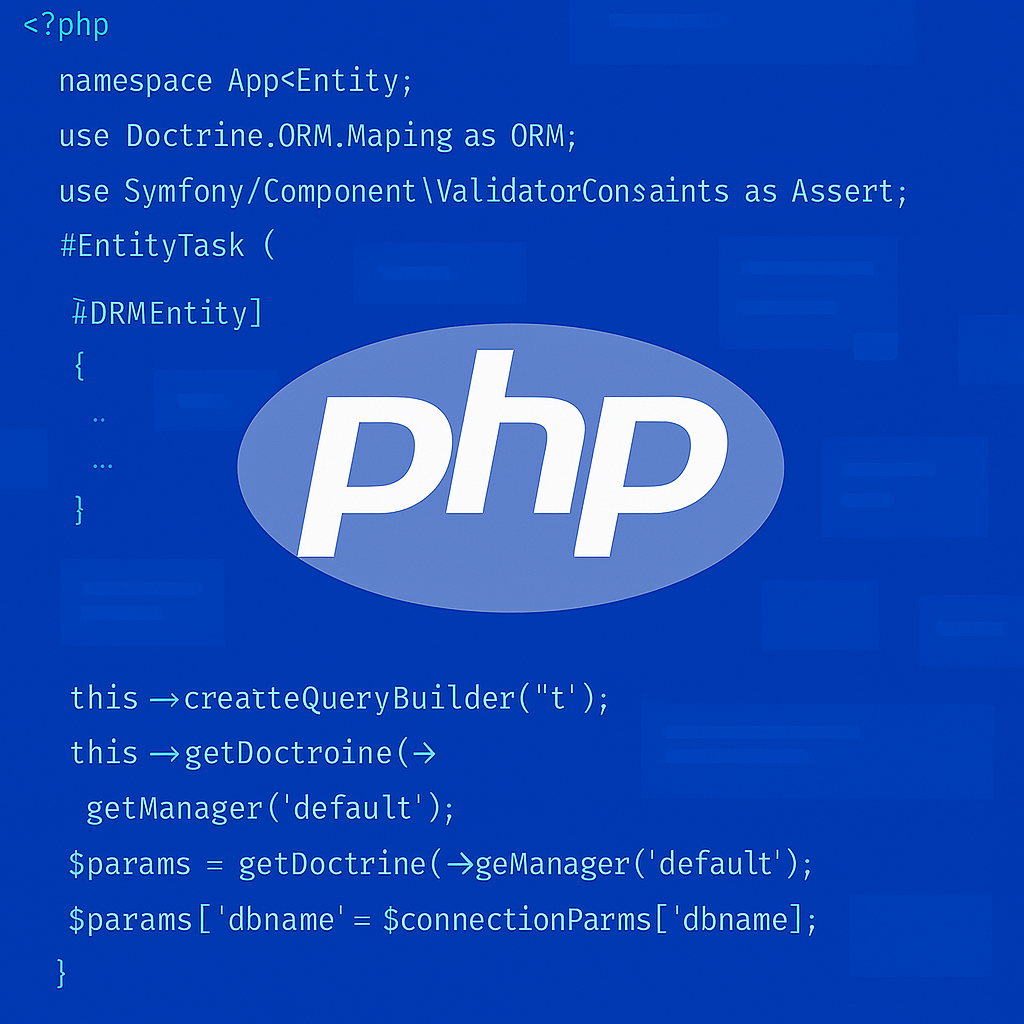 <?php
namespace App<Entity;
use Doctrine.ORM.Maping as ORM;
use Symfony/Component\ValidatorConsaints as Assert;
#EntityTask (
#DRMEntity]
{
..
...
}
php
this →creatteQueryBuilder("t');
this →getDoctroine(→
getManager('default');
$params = getDoctrine(→geManager('default');
$params['dbname'= $connectionParms['dbname];
}